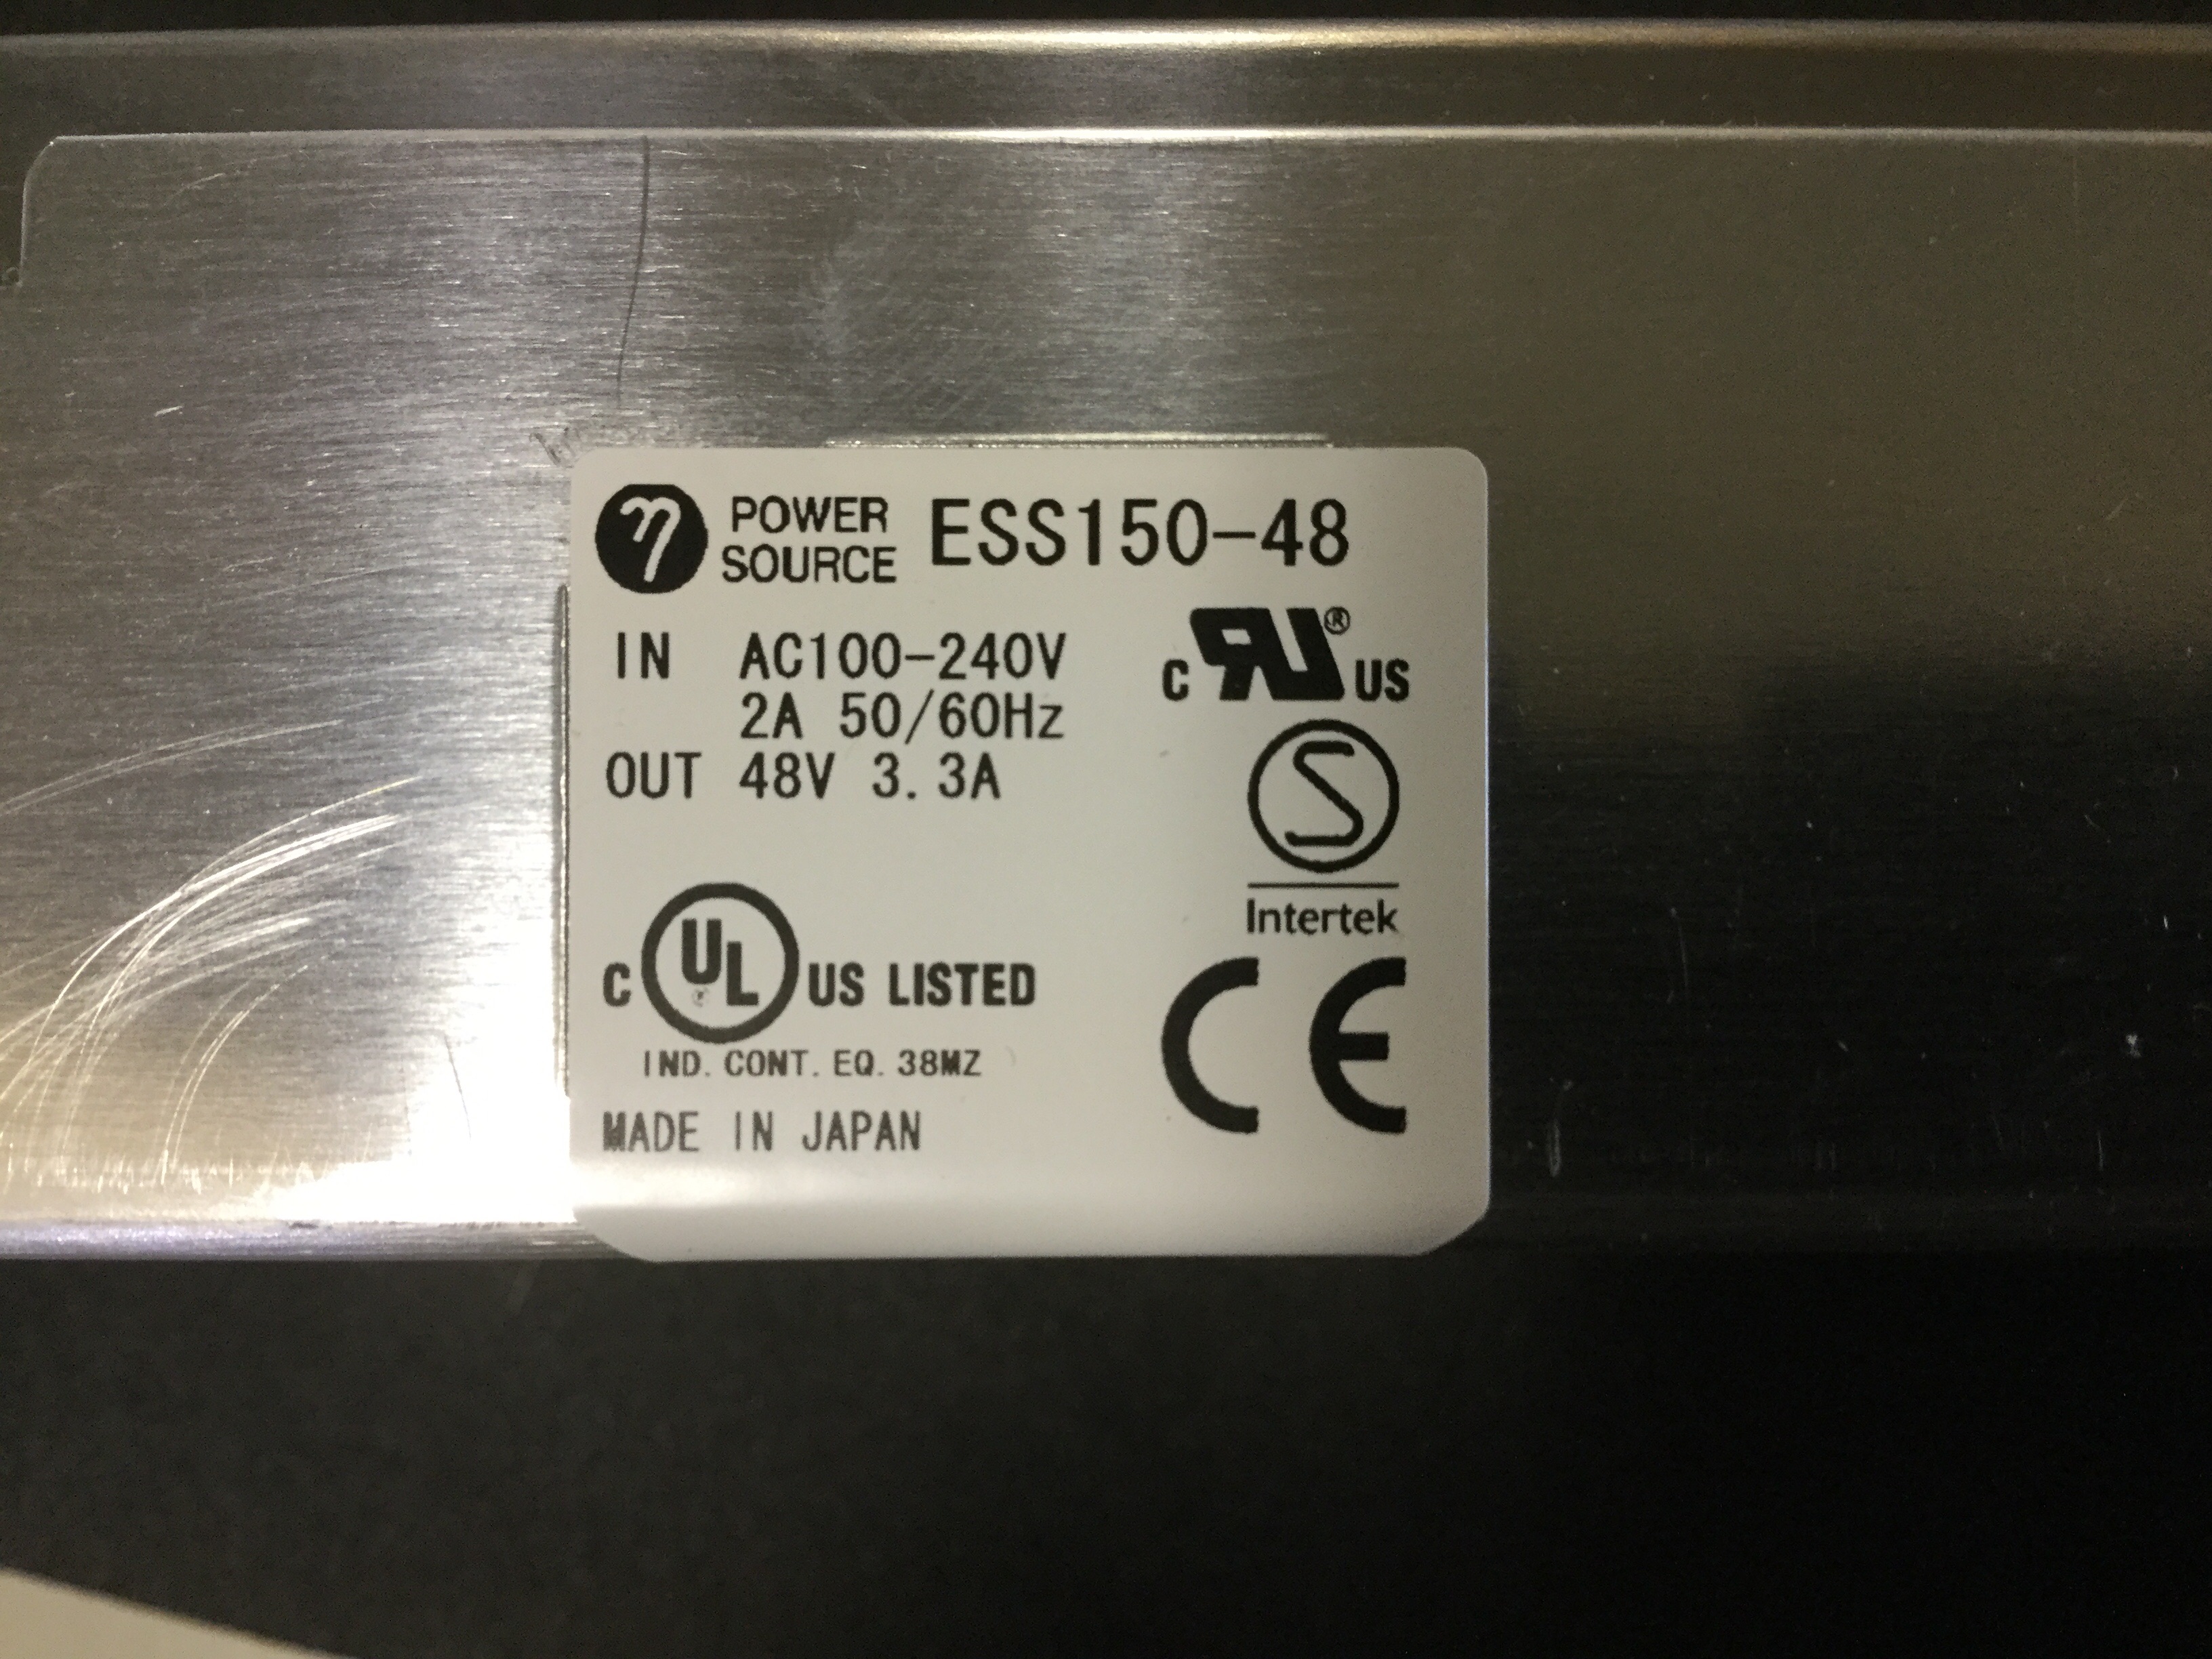 η POWER SOURCE ESS150-48
IN AC100-240V
2A 50/60Hz
OUT 48V 3.3A
C RU® US
S
Intertek
C UL US LISTED
IND. CONT. EQ. 38MZ
CE
MADE IN JAPAN